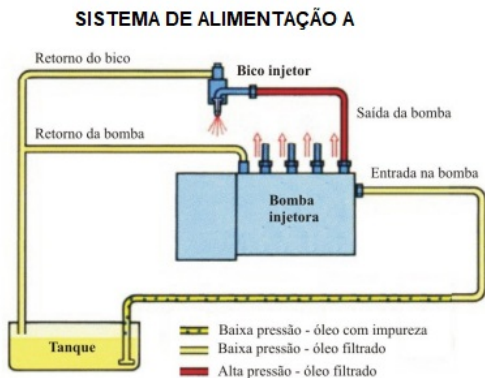 SISTEMA DE ALIMENTAÇÃO A
Retorno do bico
Bico injetor
Saída da bomba
Retorno da bomba
Entrada na bomba
Bomba
injetora
Tanque
Baixa pressão - óleo com impureza
Baixa pressão - óleo filtrado
Alta pressão - óleo filtrado